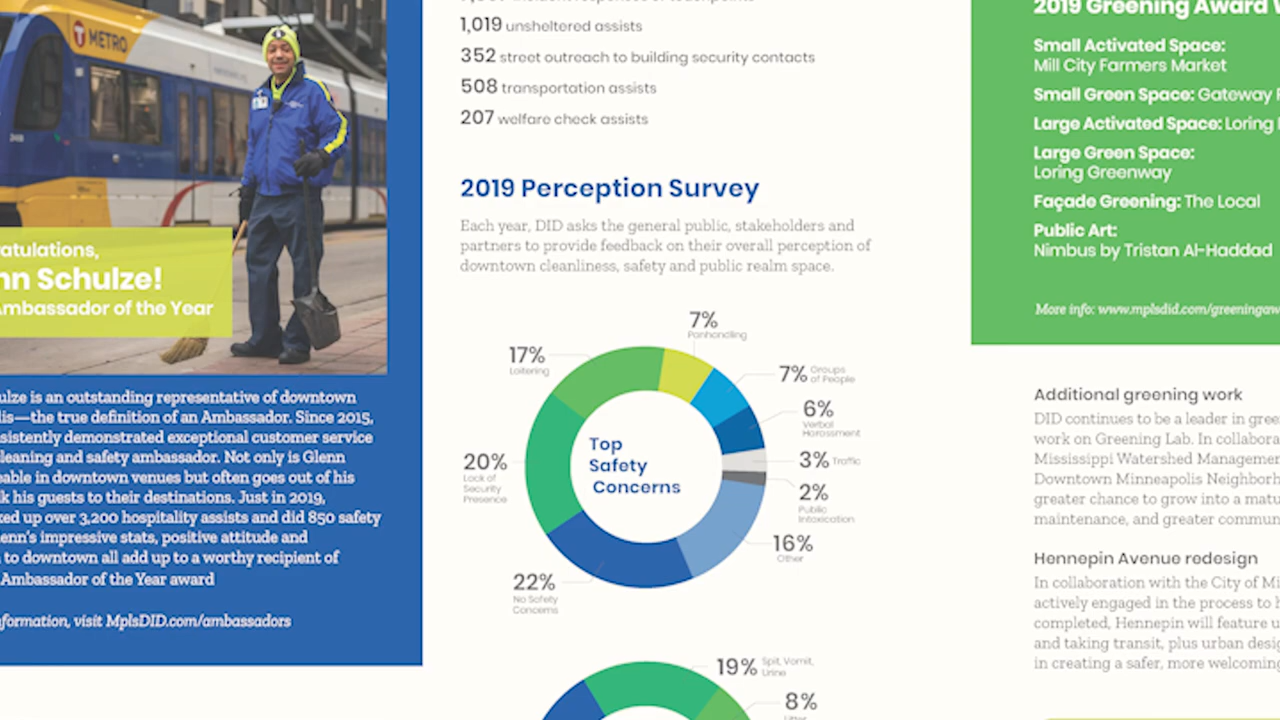 METRO
atulations,
nn Schulze!
Ambassador of the Year
ulze is an outstanding representative of downtown
lis—the true definition of an Ambassador. Since 2015,
sistently demonstrated exceptional customer service
leaning and safety ambassador. Not only is Glenn
eable in downtown venues but often goes out of his
k his guests to their destinations. Just in 2019,
ked up over 3,200 hospitality assists and did 850 safety
enn's impressive stats, positive attitude and
to downtown all add up to a worthy recipient of
Ambassador of the Year award
formation, visit MplsDID.com/ambassadors
1,019 unsheltered assists
352 street outreach to building security contacts
508 transportation assists
207 welfare check assists
2019 Perception Survey
Each year, DID asks the general public, stakeholders and
partners to provide feedback on their overall perception of
downtown cleanliness, safety and public realm space.
7%
Panhandling
17%
Loitering
7% Groups
of People
6%
Verbal
Harassment
Top
Safety
Concerns
20%
Lack of
Security
Presence
3% Traffic
2%
Public
Intoxication
16%
Other
22%
No Safety
Concerns
19% Spit, Vomit,
Urine
8%
Litter
2019 Greening Award W
Small Activated Space:
Mill City Farmers Market
Small Green Space: Gateway
Large Activated Space: Loring
Large Green Space:
Loring Greenway
Façade Greening: The Local
Public Art:
Nimbus by Tristan Al-Haddad
More info: www.mplsdid.com/greeningaw
Additional greening work
DID continues to be a leader in gree
work on Greening Lab. In collabora
Mississippi Watershed Managemen
Downtown Minneapolis Neighborh
greater chance to grow into a matu
maintenance, and greater commun
Hennepin Avenue redesign
In collaboration with the City of Mi
actively engaged in the process to h
completed, Hennepin will feature u
and taking transit, plus urban desig
in creating a safer, more welcoming